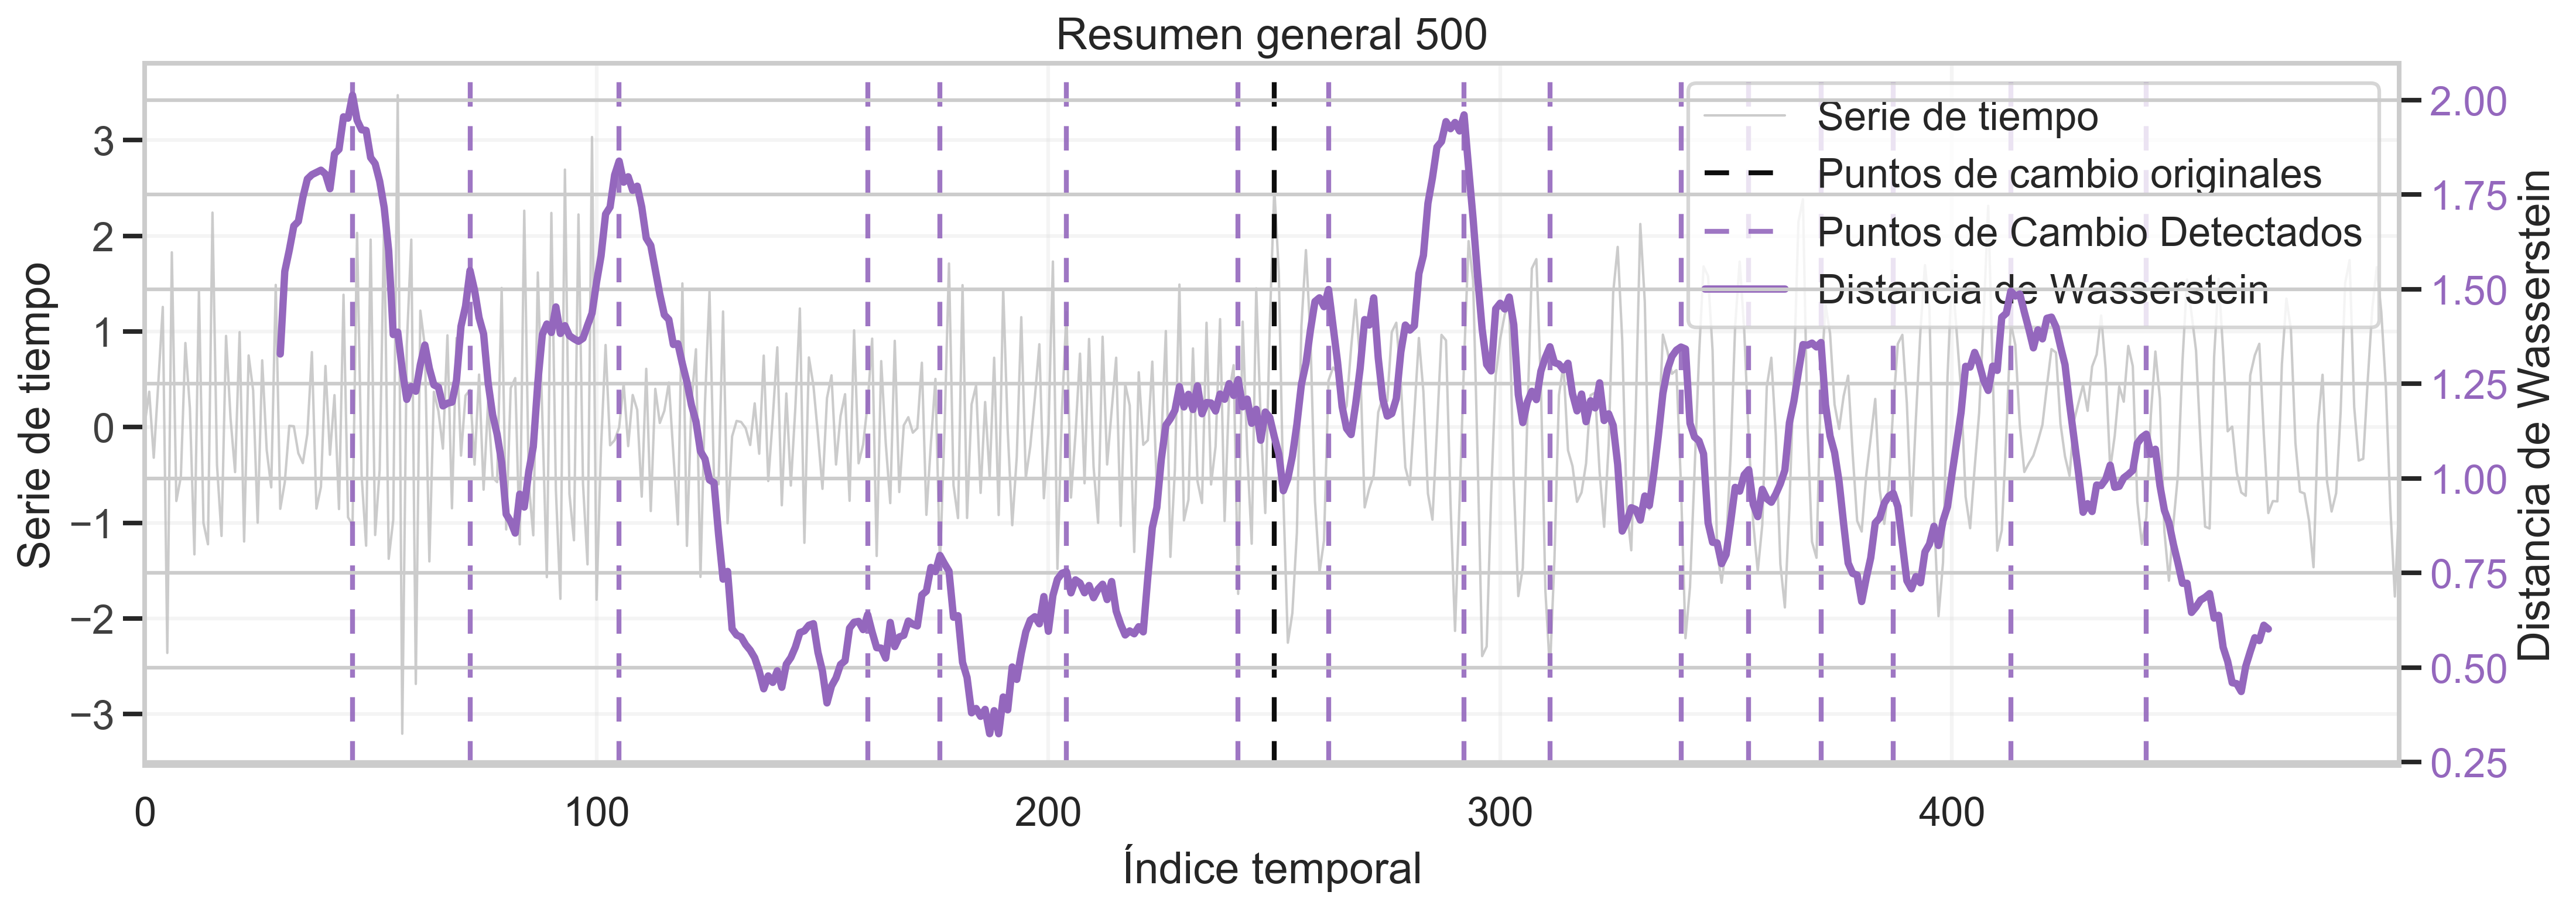 Resumen general 500
Serie de tiempo
3
2
1
0
−1
−2
−3
0
100
200
300
400
Índice temporal
2.00
1.75
1.50
1.25
1.00
0.75
0.50
0.25
Distancia de Wasserstein
Serie de tiempo
Puntos de cambio originales
Puntos de Cambio Detectados
Distancia de Wasserstein